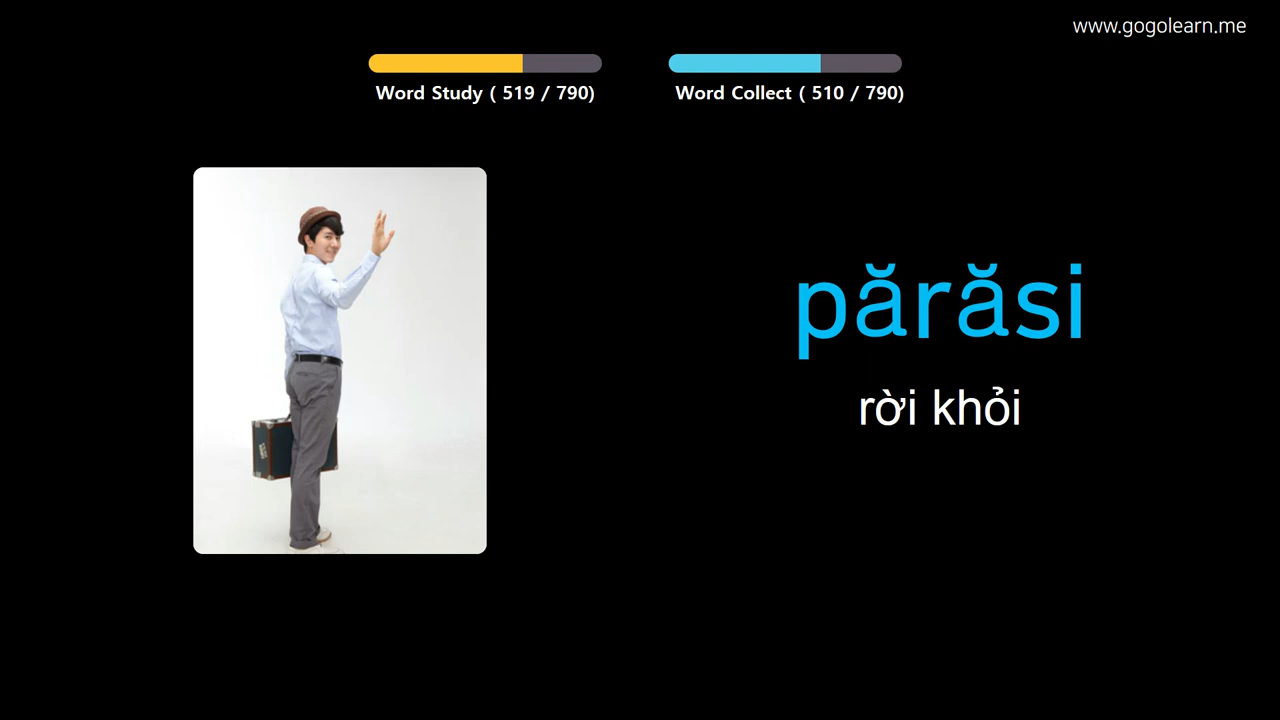 www.gogolearn.me
Word Study ( 519 / 790)
Word Collect ( 510 / 790)
părăsi
rời khỏi